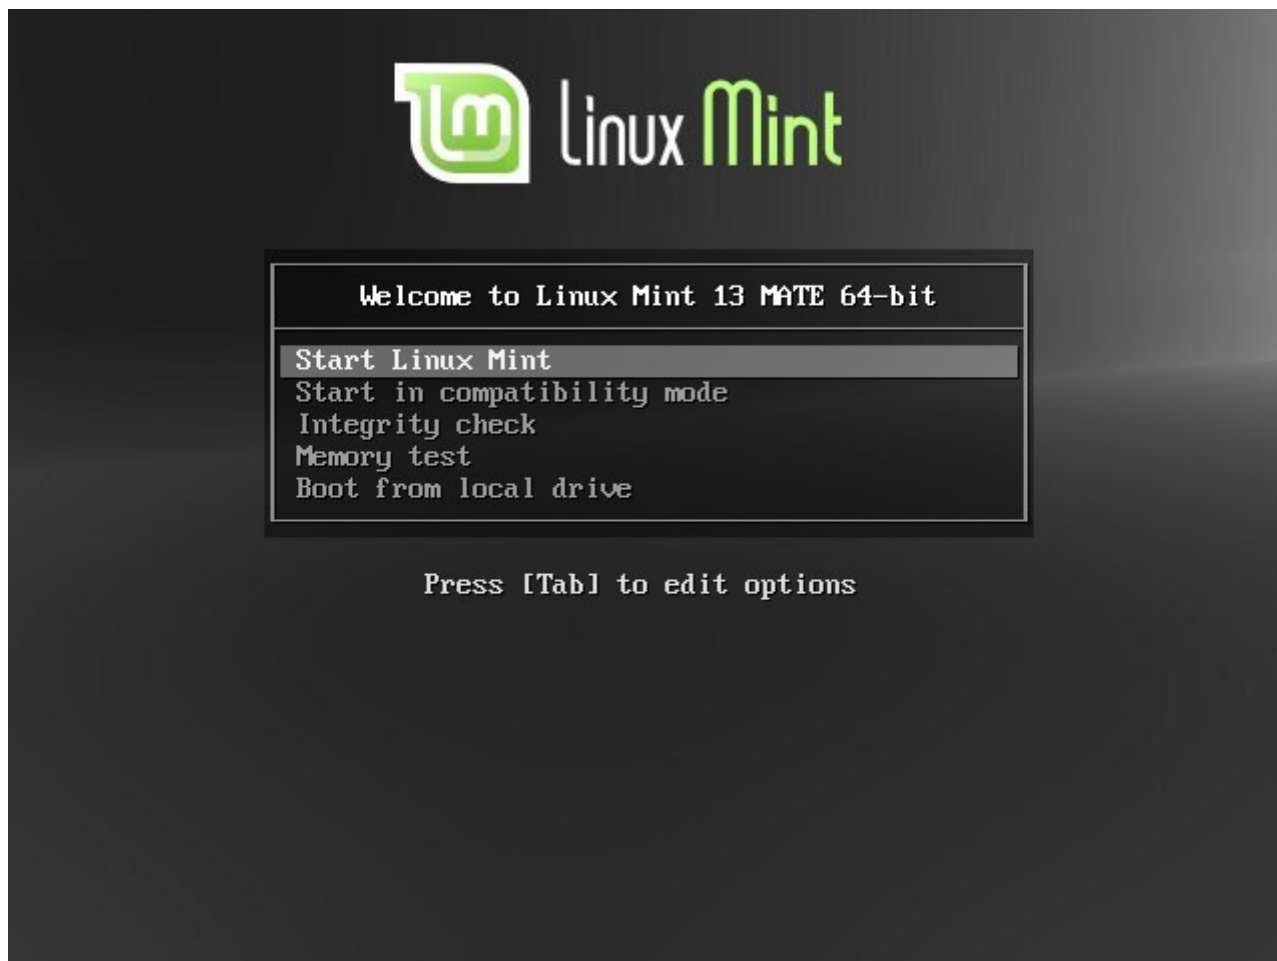 Linux Mint
Welcome to Linux Mint 13 MATE 64-bit
Start Linux Mint
Start in compatibility mode
Integrity check
Memory test
Boot from local drive
Press [Tab] to edit options